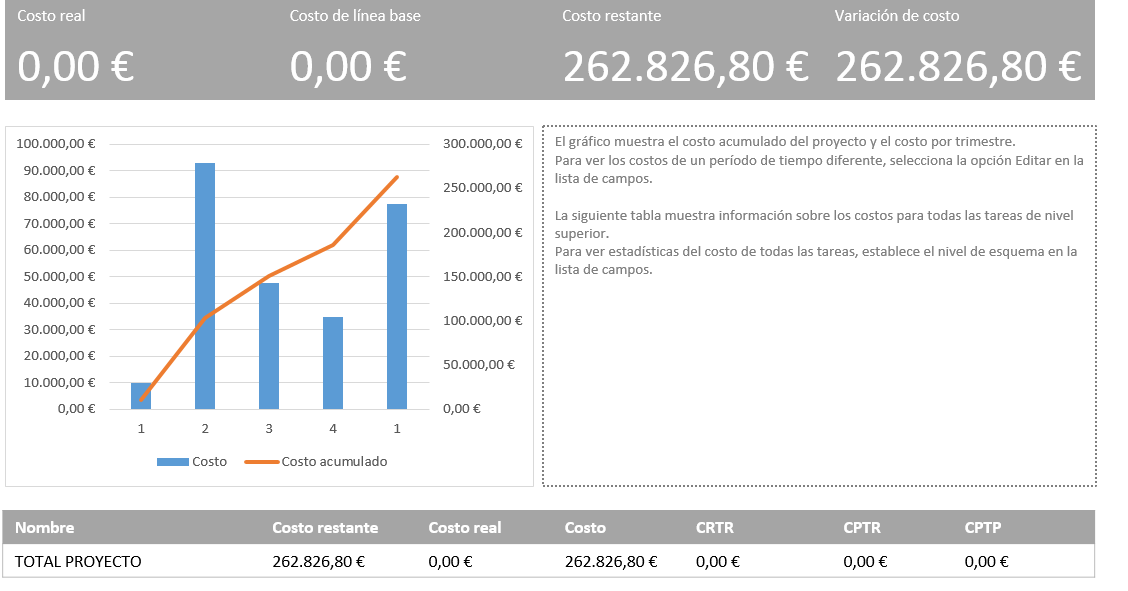 Costo real Costo de línea base Costo restante Variación de costo
0,00 € 0,00 € 262.826,80 € 262.826,80 €
100.000,00 € 300.000,00 €
90.000,00 € 250.000,00 €
80.000,00 € 200.000,00 €
70.000,00 € 150.000,00 €
60.000,00 € 100.000,00 €
50.000,00 € 50.000,00 €
40.000,00 € 0,00 €
30.000,00 €
20.000,00 €
10.000,00 €
0,00 €
1 2 3 4 1
Costo Costo acumulado
El gráfico muestra el costo acumulado del proyecto y el costo por trimestre.
Para ver los costos de un período de tiempo diferente, selecciona la opción Editar en la
lista de campos.
La siguiente tabla muestra información sobre los costos para todas las tareas de nivel
superior.
Para ver estadísticas del costo de todas las tareas, establece el nivel de esquema en la
lista de campos.
Nombre Costo restante Costo real Costo CRTR CPTR CPTP
TOTAL PROYECTO 262.826,80 € 0,00 € 262.826,80 € 0,00 € 0,00 € 0,00 €